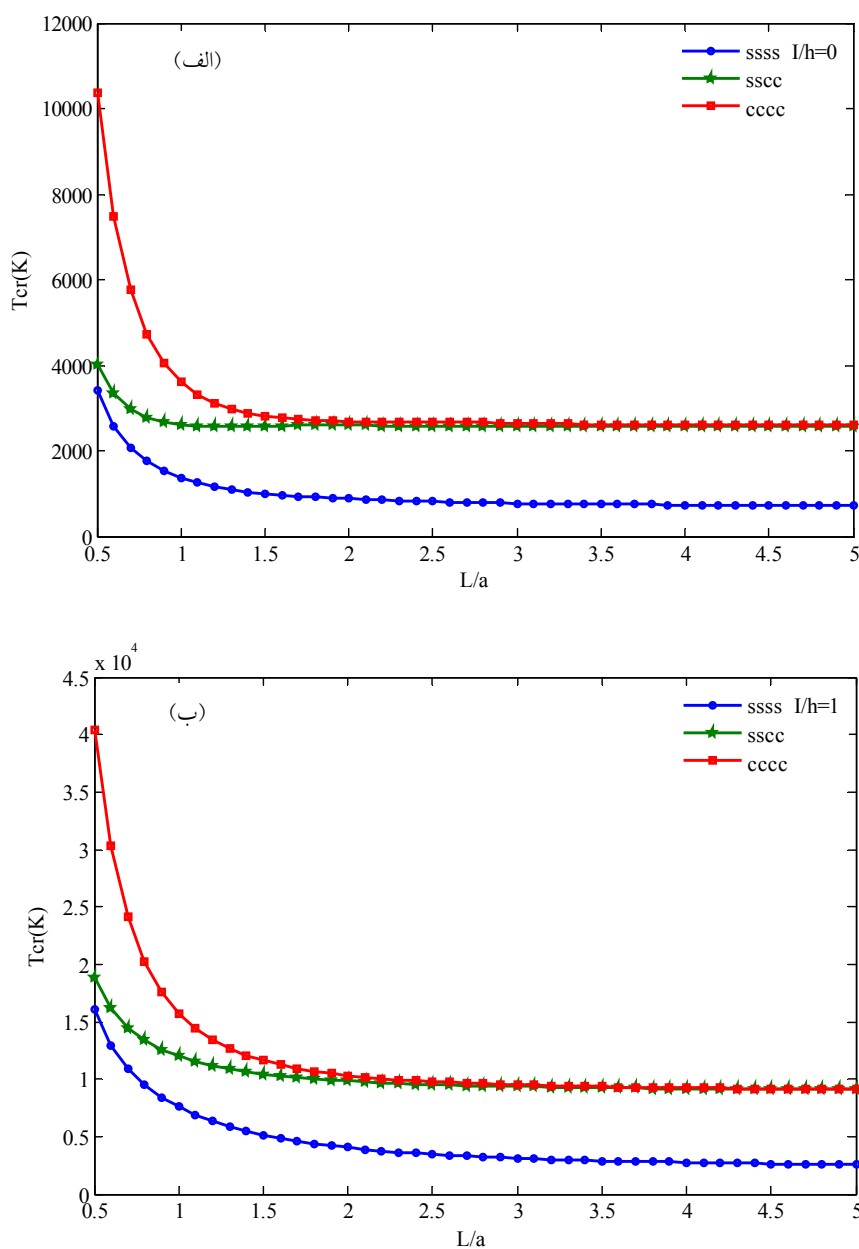 12000
(الف)
ssss I/h=0
sscc
cccc
10000
8000
6000
4000
2000
0
Tcr(K)
0.5 1 1.5 2 2.5 3 3.5 4 4.5 5
L/a
x 10^4
4.5
(ب)
ssss I/h=1
sscc
cccc
4
3.5
3
2.5
2
1.5
1
0.5
0
Tcr(K)
0.5 1 1.5 2 2.5 3 3.5 4 4.5 5
L/a